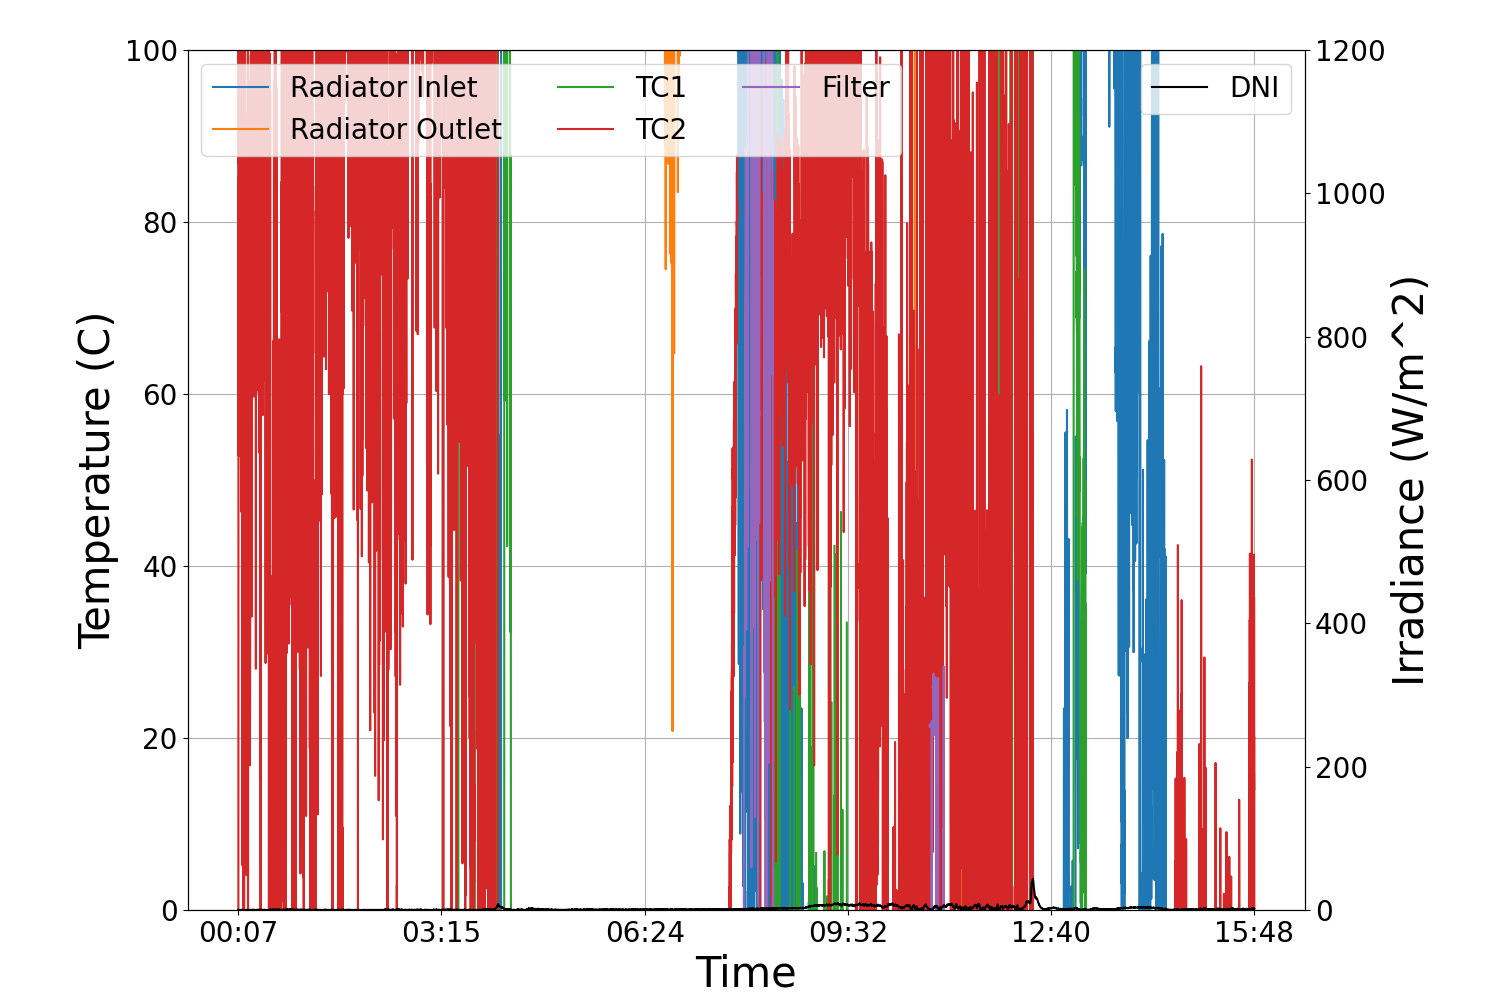 100
80
60
40
20
0
Temperature (C)
Radiator Inlet
Radiator Outlet
TC1
TC2
Filter
DNI
1200
1000
800
600
400
200
0
Irradiance (W/m^2)
00:07 03:15 06:24 09:32 12:40 15:48
Time